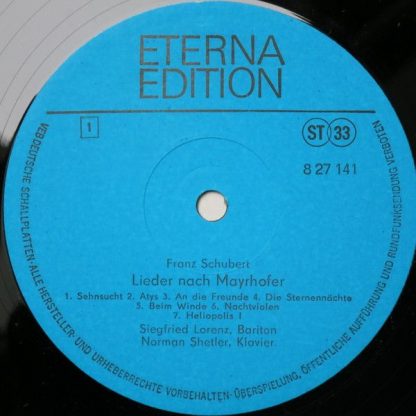 ETERNA
EDITION
1
ST 33
8 27 141
Franz Schubert
Lieder nach Mayrhofer
1. Sehnsucht 2. Atys 3. An die Freunde 4. Die Sternennächte
5. Beim Winde 6. Nachtviolen
7. Heliopolis I
Siegfried Lorenz, Bariton
Norman Shetler, Klavier
VEB DEUTSCHE SCHALLPLATTEN · ALLE HERSTELLER- UND URHEBERRECHTE VORBEHALTEN · ÜBERSPIELUNG, ÖFFENTLICHE AUFFÜHRUNG UND RUNDFUNKSENDUNG VERBOTEN